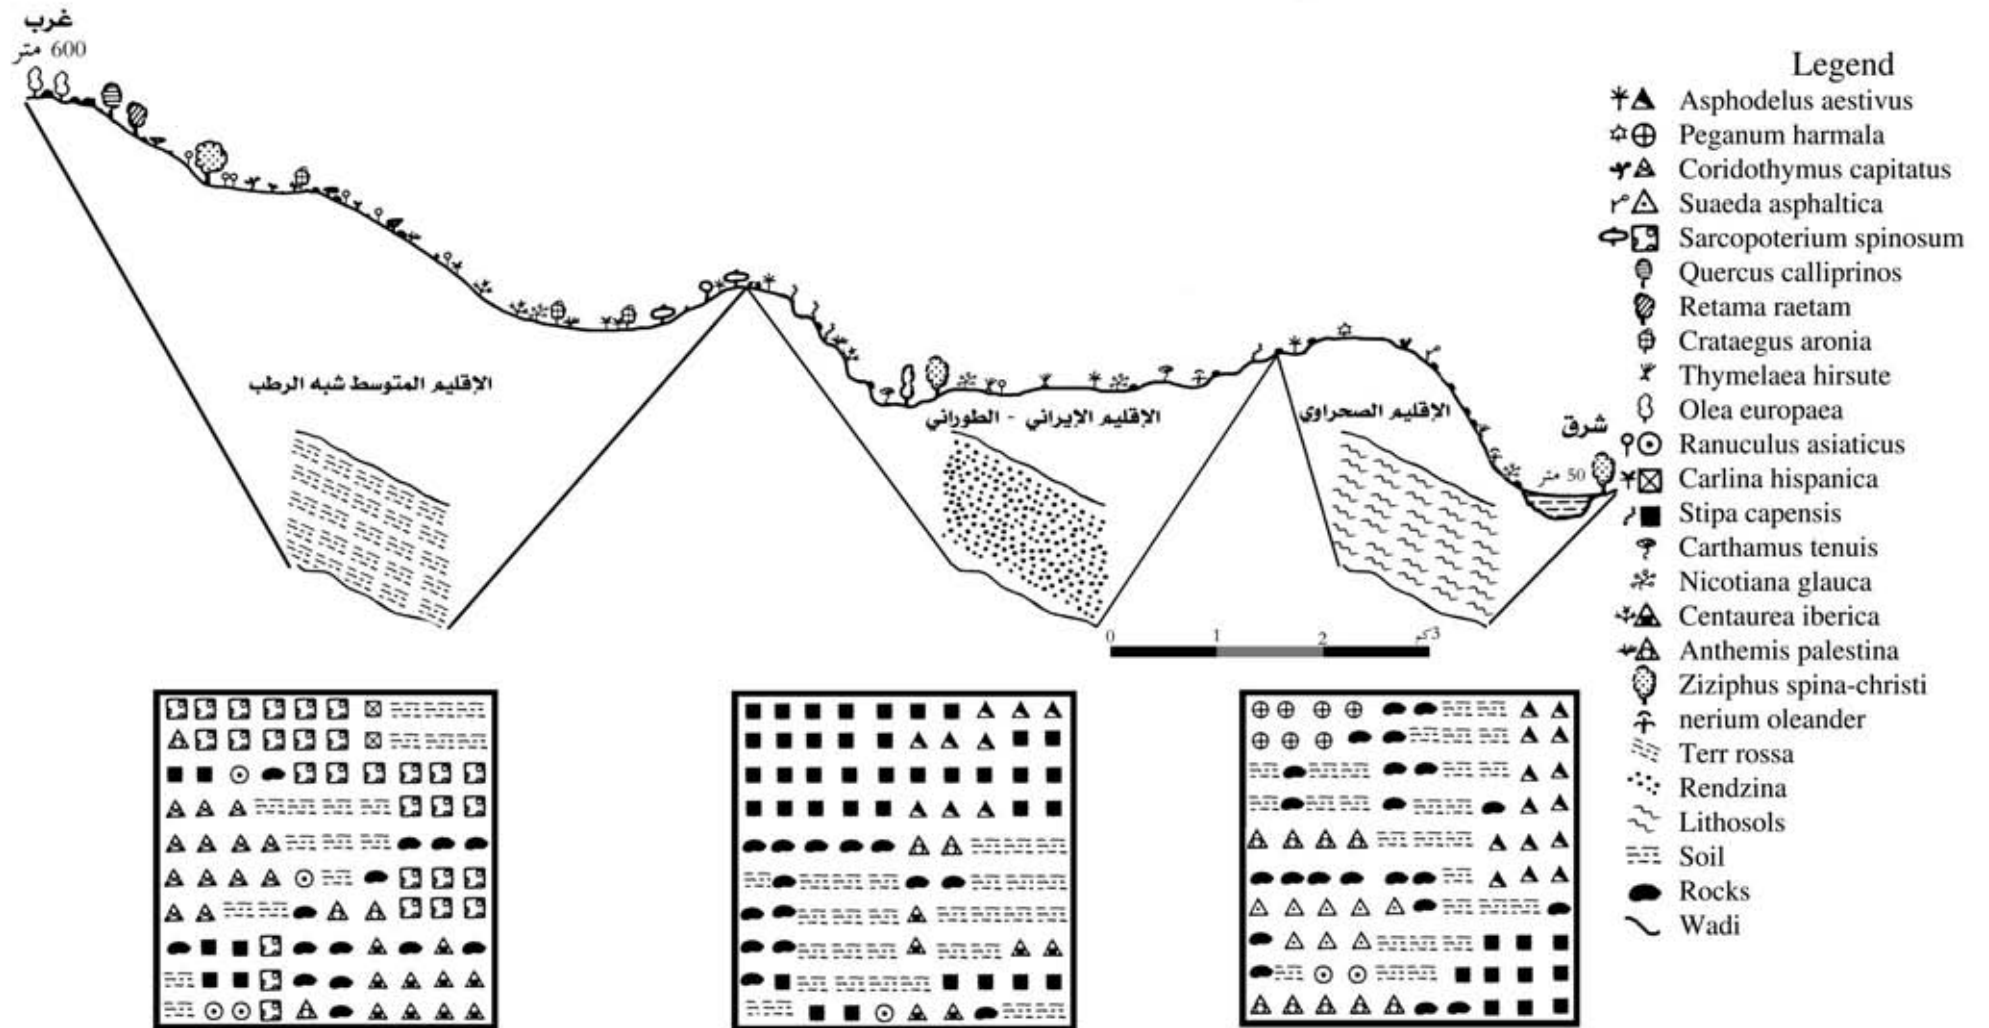 غرب
600 متر
الإقليم المتوسط شبه الرطب
الإقليم الإيراني - الطوراني
الإقليم الصحراوي
شرق
50 متر
0 1 2 3كم
Legend
Asphodelus aestivus
Peganum harmala
Coridothymus capitatus
Suaeda asphaltica
Sarcopoterium spinosum
Quercus calliprinos
Retama raetam
Crataegus aronia
Thymelaea hirsute
Olea europaea
Ranuculus asiaticus
Carlina hispanica
Stipa capensis
Carthamus tenuis
Nicotiana glauca
Centaurea iberica
Anthemis palestina
Ziziphus spina-christi
nerium oleander
Terr rossa
Rendzina
Lithosols
Soil
Rocks
Wadi